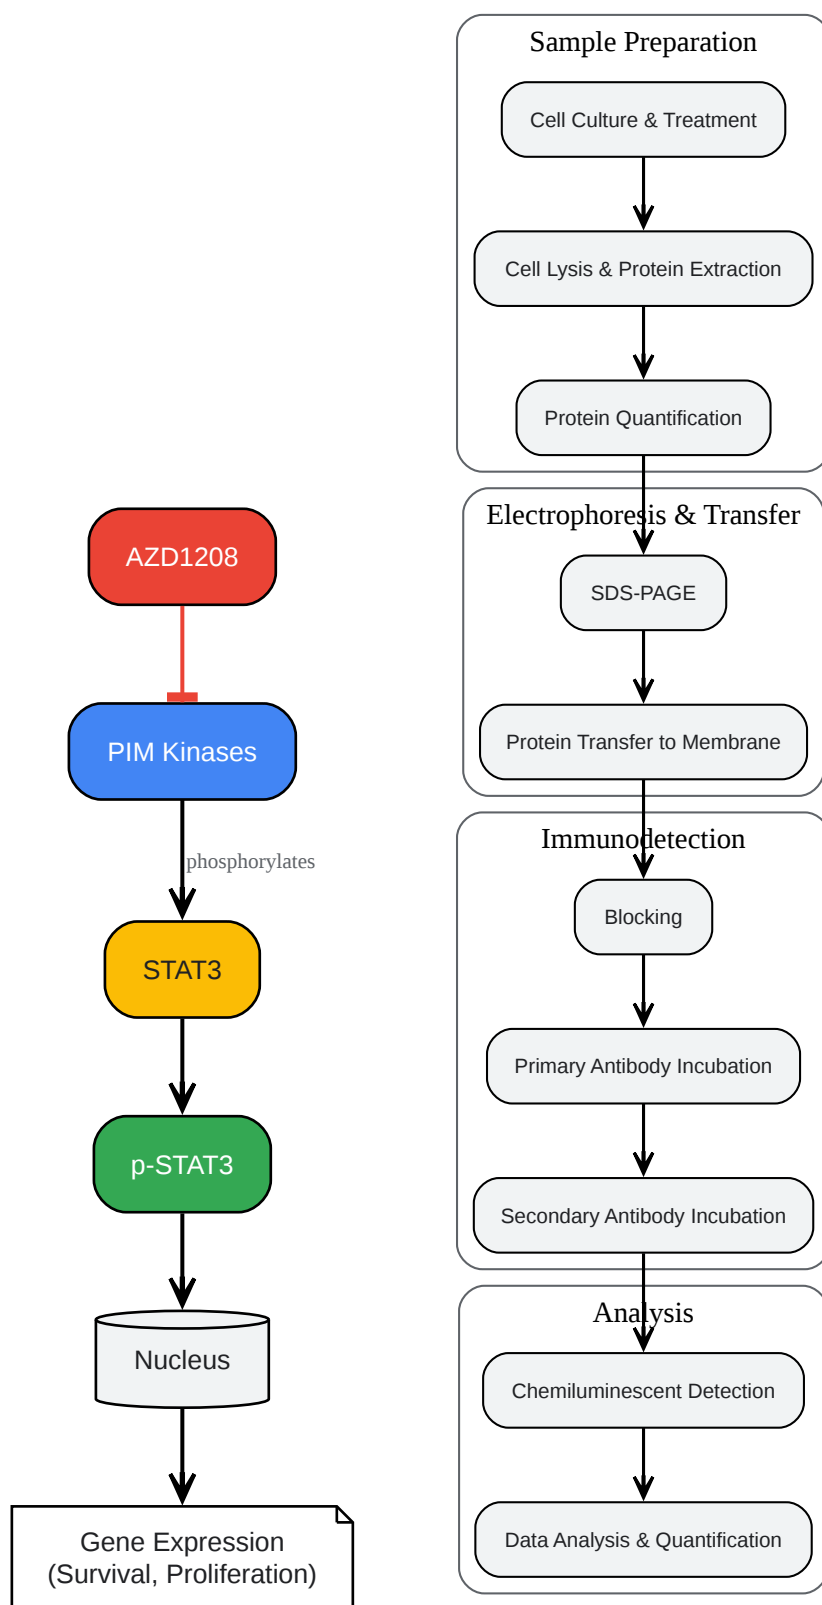 AZD1208
PIM Kinases
phosphorylates
STAT3
p-STAT3
Nucleus
Gene Expression
(Survival, Proliferation)
Sample Preparation
Cell Culture & Treatment
Cell Lysis & Protein Extraction
Protein Quantification
Electrophoresis & Transfer
SDS-PAGE
Protein Transfer to Membrane
Immunodetection
Blocking
Primary Antibody Incubation
Secondary Antibody Incubation
Analysis
Chemiluminescent Detection
Data Analysis & Quantification